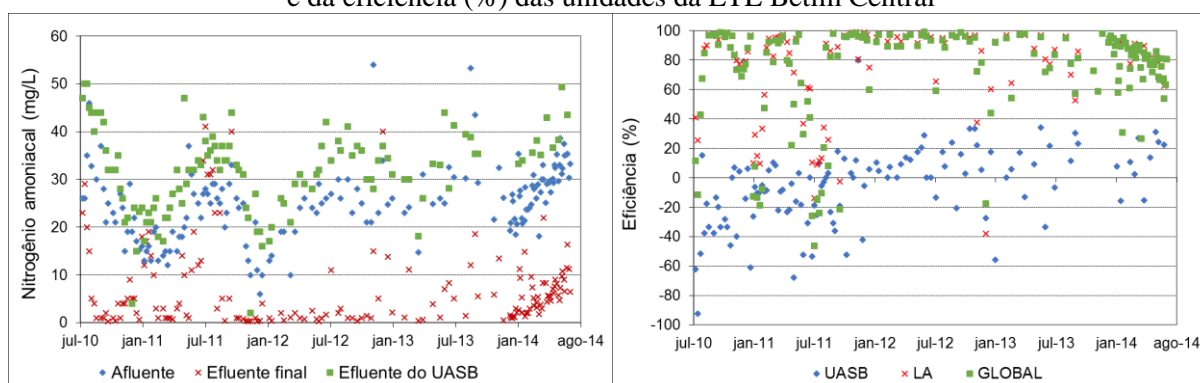 e da eficiência (%) das unidades da ETE Betim Central
Nitrogênio amoniacal (mg/L)
60
50
40
30
20
10
0
jul-10 jan-11 jul-11 jan-12 jul-12 jan-13 jul-13 jan-14 ago-14
Afluente Efluente final Efluente do UASB
Eficiência (%)
100
80
60
40
20
0
-20
-40
-60
-80
-100
jul-10 jan-11 jul-11 jan-12 jul-12 jan-13 jul-13 jan-14 ago-14
UASB LA GLOBAL